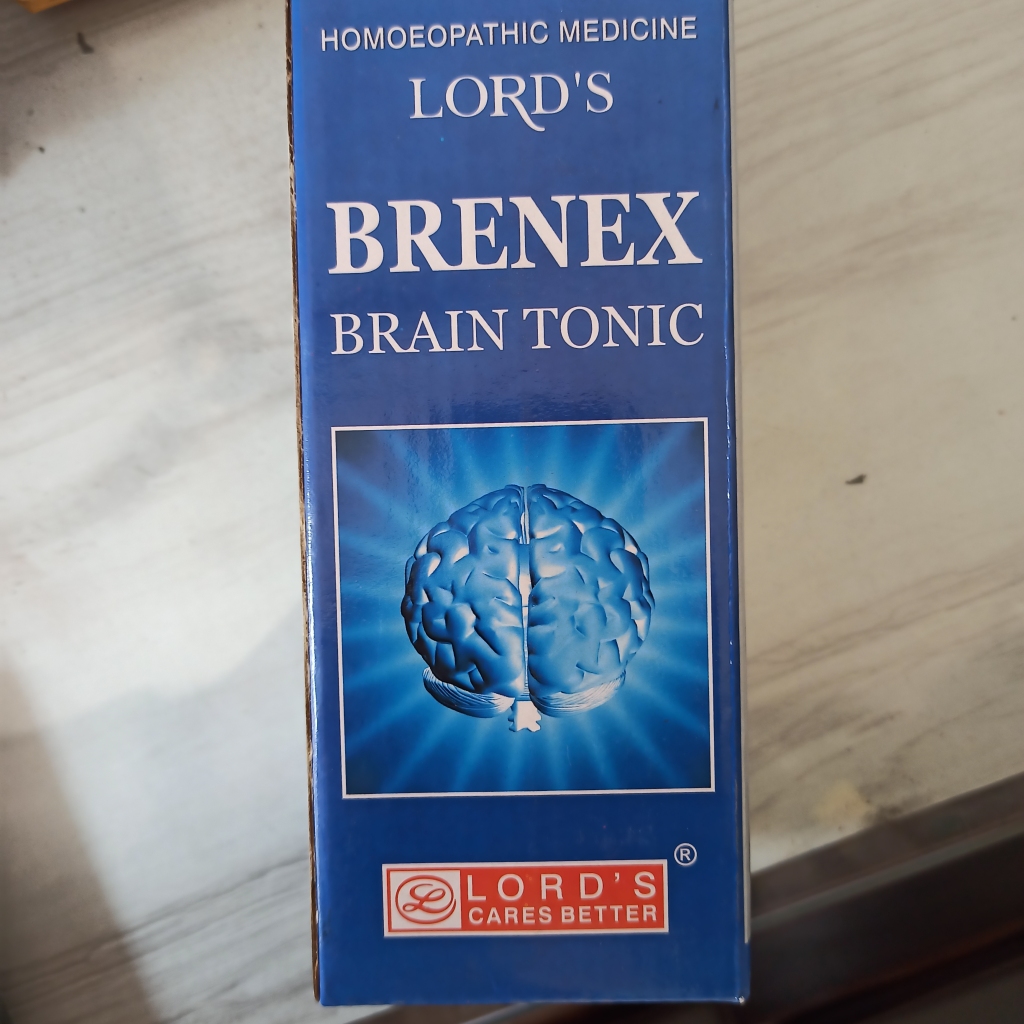 HOMOEOPATHIC MEDICINE
LORD'S
BRENEX
BRAIN TONIC
®
LORD'S
CARES BETTER